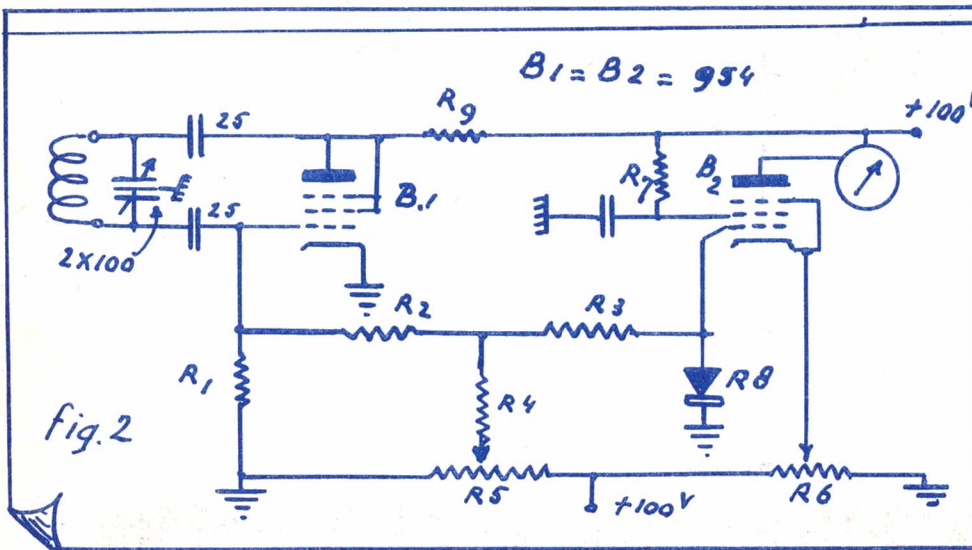 B1 = B2 = 954
+100V
25
R9
R7
B2
B.1
25
2x100
R2
R3
R1
R4
R8
fig.2
R5
+100V
R6